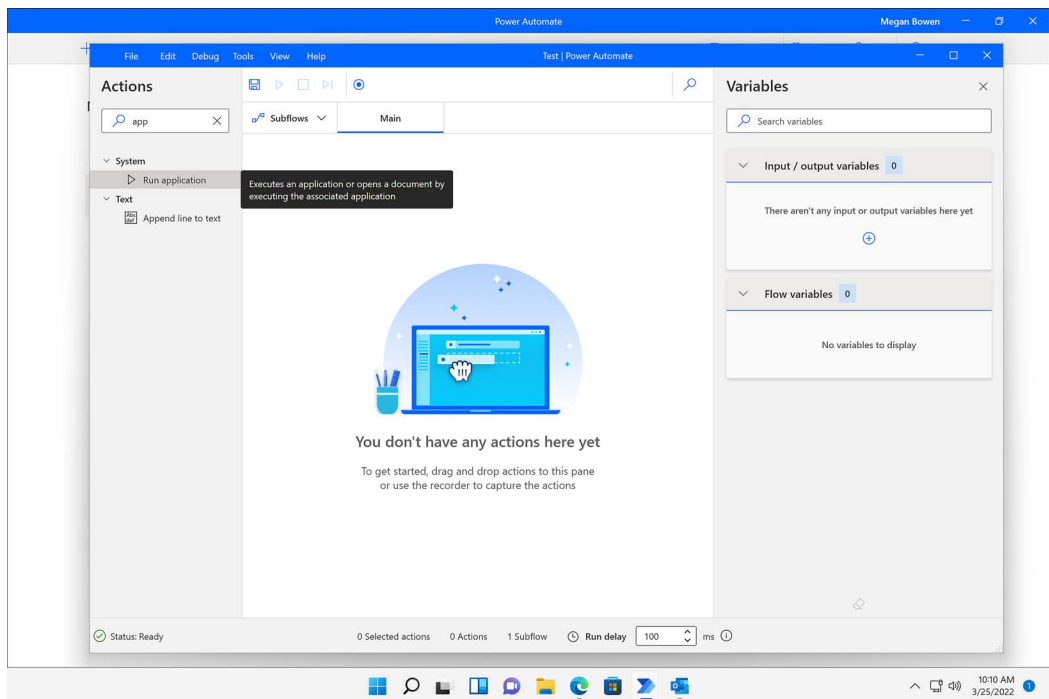 Power Automate
Megan Bowen
File Edit Debug Tools View Help
Test | Power Automate
Actions
app
System
Run application
Text
Abc
def
Append line to text
Subflows
Main
Executes an application or opens a document by
executing the associated application
You don't have any actions here yet
To get started, drag and drop actions to this pane
or use the recorder to capture the actions
Variables
Search variables
Input / output variables 0
There aren't any input or output variables here yet
Flow variables 0
No variables to display
Status: Ready
0 Selected actions 0 Actions 1 Subflow Run delay 100 ms
10:10 AM
3/25/2022
1